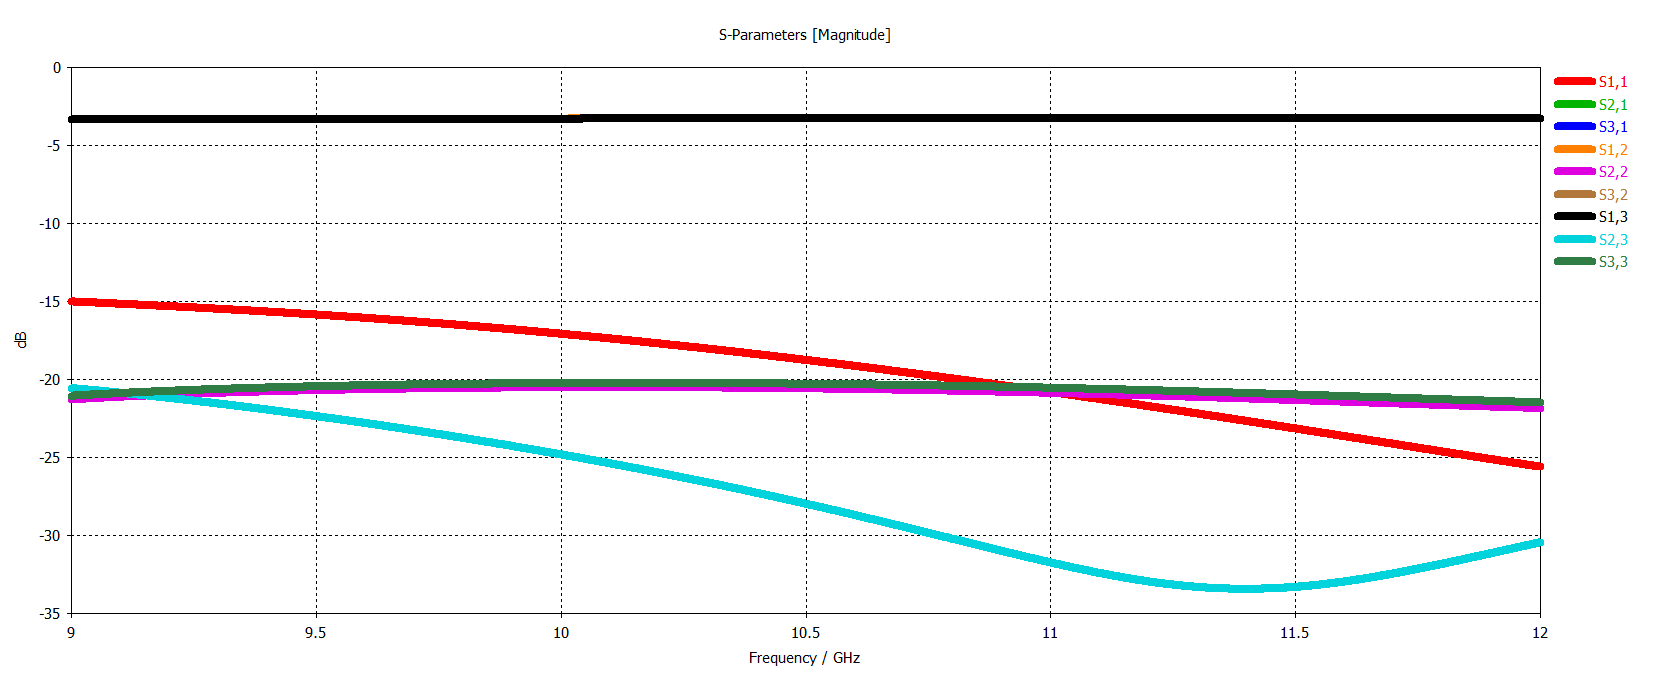 S-Parameters [Magnitude]
0
-5
-10
-15
-20
-25
-30
-35
dB
9
9.5
10
10.5
11
11.5
12
Frequency / GHz
S1,1
S2,1
S3,1
S1,2
S2,2
S3,2
S1,3
S2,3
S3,3